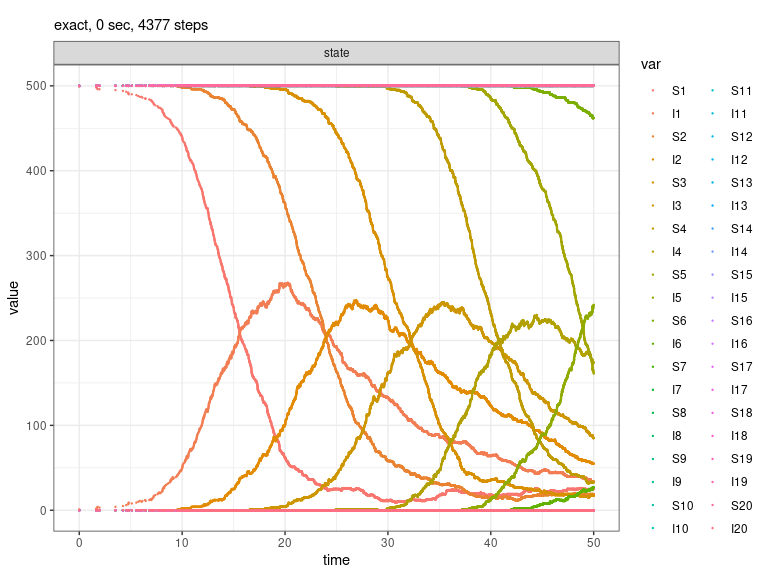 exact, 0 sec, 4377 steps
state
value
500
400
300
200
100
0
0 10 20 30 40 50
time
var
S1 S11
I1 I11
S2 S12
I2 I12
S3 S13
I3 I13
S4 S14
I4 I14
S5 S15
I5 I15
S6 S16
I6 I16
S7 S17
I7 I17
S8 S18
I8 I18
S9 S19
I9 I19
S10 S20
I10 I20